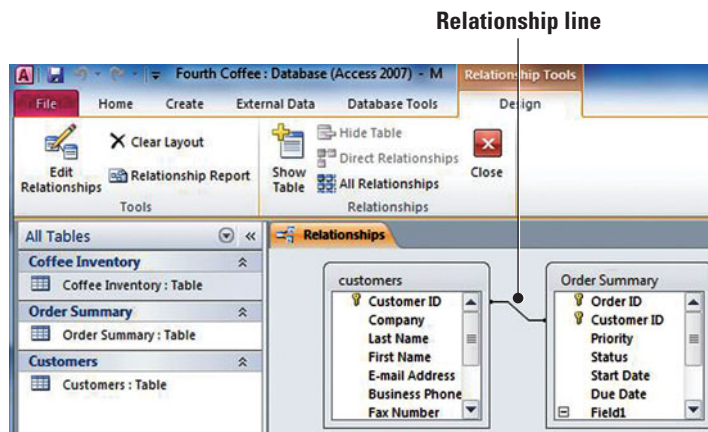 Relationship line
Fourth Coffee : Database (Access 2007) - M
Relationship Tools
File Home Create External Data Database Tools Design
Edit Relationships
Clear Layout
Relationship Report
Tools
Show Table
Hide Table
Direct Relationships
All Relationships
Relationships
Close
All Tables
Coffee Inventory
Coffee Inventory : Table
Order Summary
Order Summary : Table
Customers
Customers : Table
Relationships
customers
Customer ID
Company
Last Name
First Name
E-mail Address
Business Phone
Fax Number
Order Summary
Order ID
Customer ID
Priority
Status
Start Date
Due Date
Field1